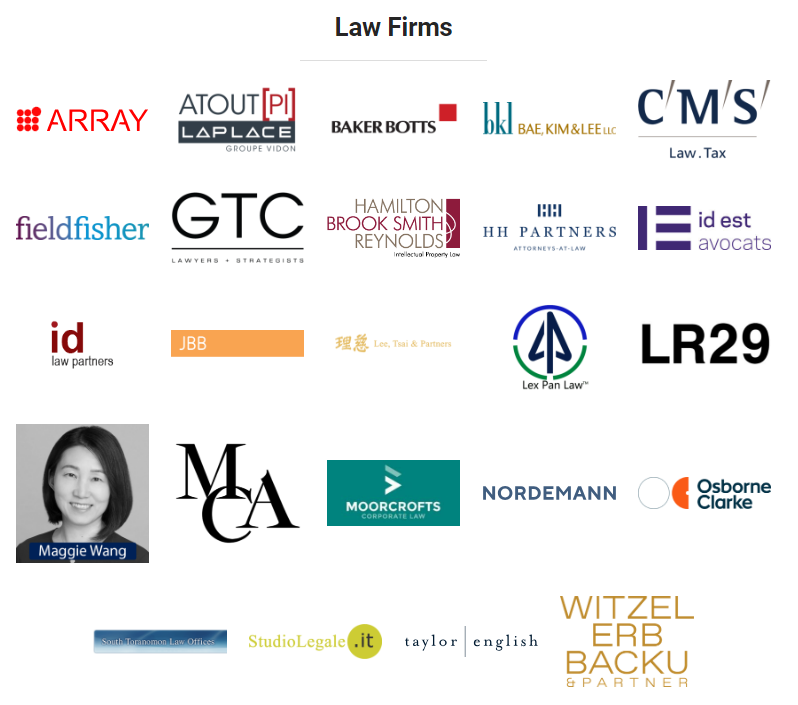 Law Firms
ARRAY
ATOUT[PI]
LAPLACE
GROUPE VIDON
BAKER BOTTS
bkl BAE, KIM & LEE LLC
C/M/S/
Law.Tax
fieldfisher
GTC
LAWYERS + STRATEGISTS
HAMILTON
BROOK SMITH
REYNOLDS
Intellectual Property Law
HH
HH PARTNERS
ATTORNEYS-AT-LAW
id est
avocats
id
law partners
JBB
理慈 Lee, Tsai & Partners
Lex Pan Law™
LR29
Maggie Wang
MCA
MOORCROFTS
CORPORATE LAW
NORDEMANN
Osborne
Clarke
South Toranomon Law Offices
StudioLegale.it
taylor | english
WITZEL
ERB
BACKU
& PARTNER